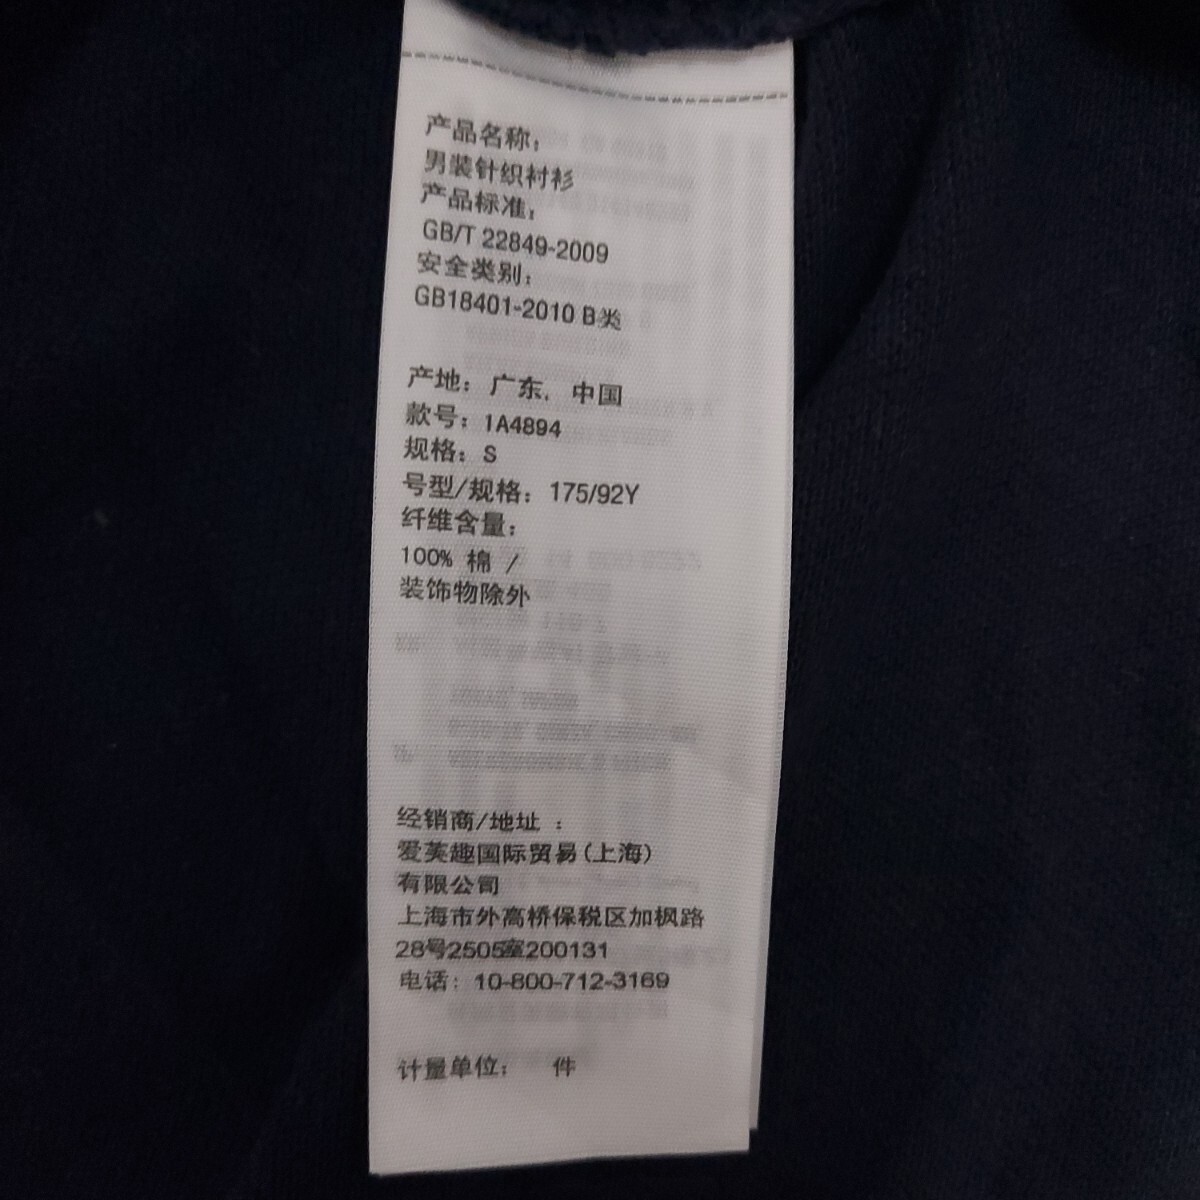 产品名称：
男装针织衬衫
产品标准：
GB/T 22849-2009
安全类别：
GB18401-2010 B类
产地：广东，中国
款号：1A4894
规格：S
号型/规格：175/92Y
纤维含量：
100% 棉 /
装饰物除外
经销商/地址 ：
爱芙趣国际贸易(上海)
有限公司
上海市外高桥保税区加枫路
28号2505室200131
电话：10-800-712-3169
计量单位： 件